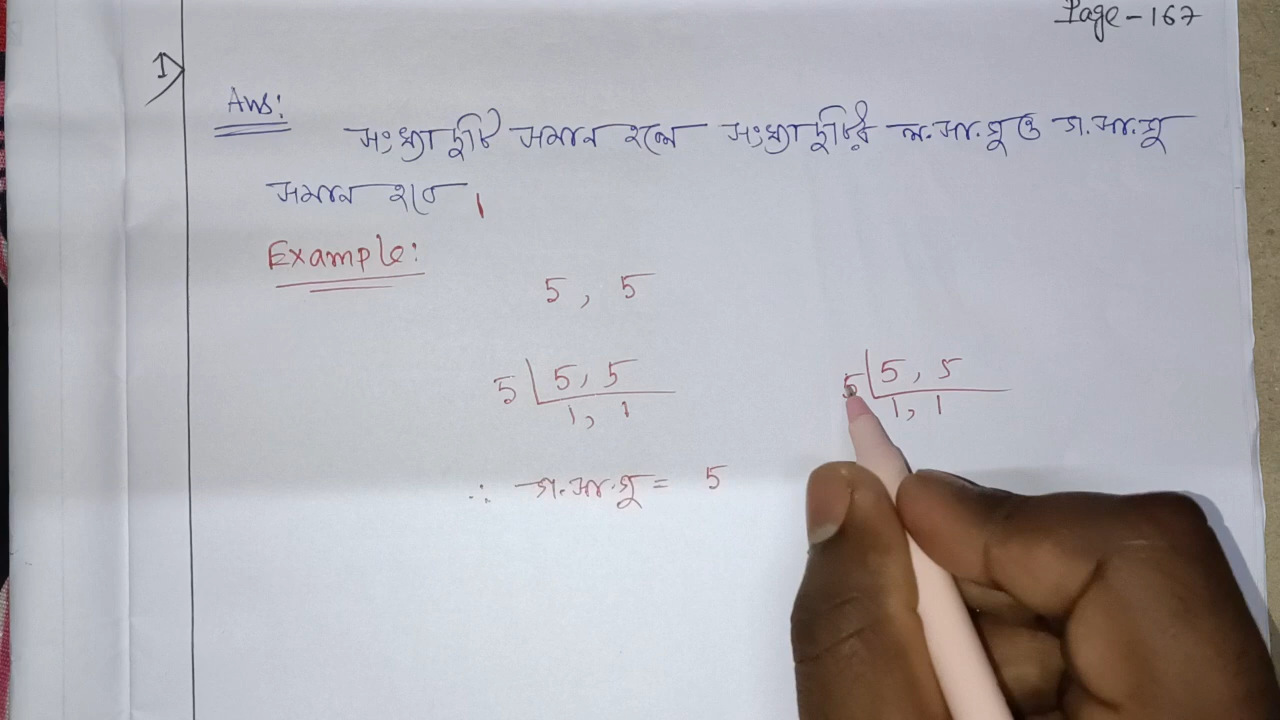 Page-167
1)
Ans:
সংখ্যা দুটি সমান হলে সংখ্যা দুটির ল.সা.গু ও গ.সা.গু
সমান হবে।
Example:
5, 5
5 5, 5 5 5, 5
1, 1 1, 1
∴ গ.সা.গু = 5